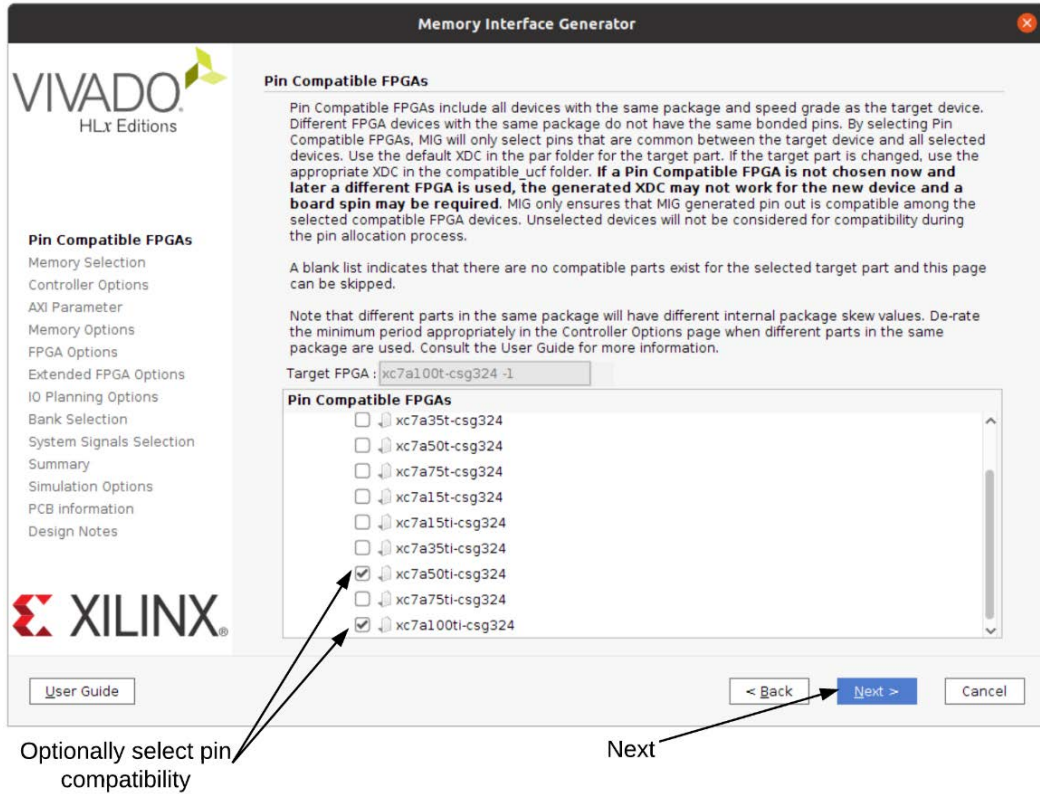 Memory Interface Generator
VIVADO.
HLx Editions
Pin Compatible FPGAs
Memory Selection
Controller Options
AXI Parameter
Memory Options
FPGA Options
Extended FPGA Options
IO Planning Options
Bank Selection
System Signals Selection
Summary
Simulation Options
PCB information
Design Notes
XILINX®
Pin Compatible FPGAs
Pin Compatible FPGAs include all devices with the same package and speed grade as the target device.
Different FPGA devices with the same package do not have the same bonded pins. By selecting Pin
Compatible FPGAs, MIG will only select pins that are common between the target device and all selected
devices. Use the default XDC in the par folder for the target part. If the target part is changed, use the
appropriate XDC in the compatible_ucf folder. If a Pin Compatible FPGA is not chosen now and
later a different FPGA is used, the generated XDC may not work for the new device and a
board spin may be required. MIG only ensures that MIG generated pin out is compatible among the
selected compatible FPGA devices. Unselected devices will not be considered for compatibility during
the pin allocation process.
A blank list indicates that there are no compatible parts exist for the selected target part and this page
can be skipped.
Note that different parts in the same package will have different internal package skew values. De-rate
the minimum period appropriately in the Controller Options page when different parts in the same
package are used. Consult the User Guide for more information.
Target FPGA : xc7a100t-csg324 -1
Pin Compatible FPGAs
xc7a35t-csg324
xc7a50t-csg324
xc7a75t-csg324
xc7a15t-csg324
xc7a15ti-csg324
xc7a35ti-csg324
xc7a50ti-csg324
xc7a75ti-csg324
xc7a100ti-csg324
User Guide
< Back
Next >
Cancel
Optionally select pin
compatibility
Next